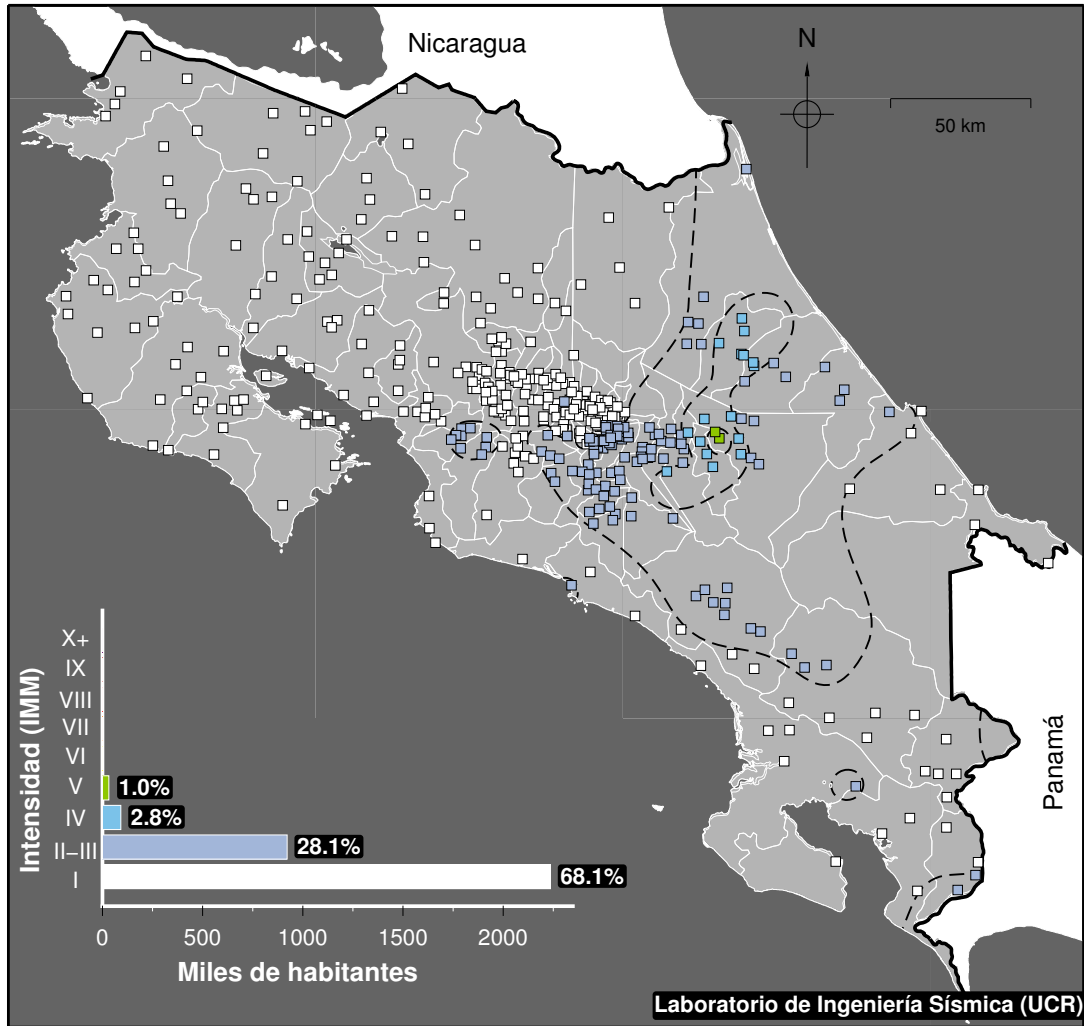 Nicaragua
N
50 km
Panamá
Intensidad (IMM)
X+
IX
VIII
VII
VI
V
1.0%
IV
2.8%
II−III
28.1%
I
68.1%
0 500 1000 1500 2000
Miles de habitantes
Laboratorio de Ingeniería Sísmica (UCR)